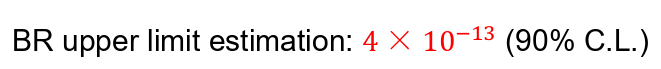 BR upper limit estimation: 4 × 10⁻¹³ (90% C.L.)